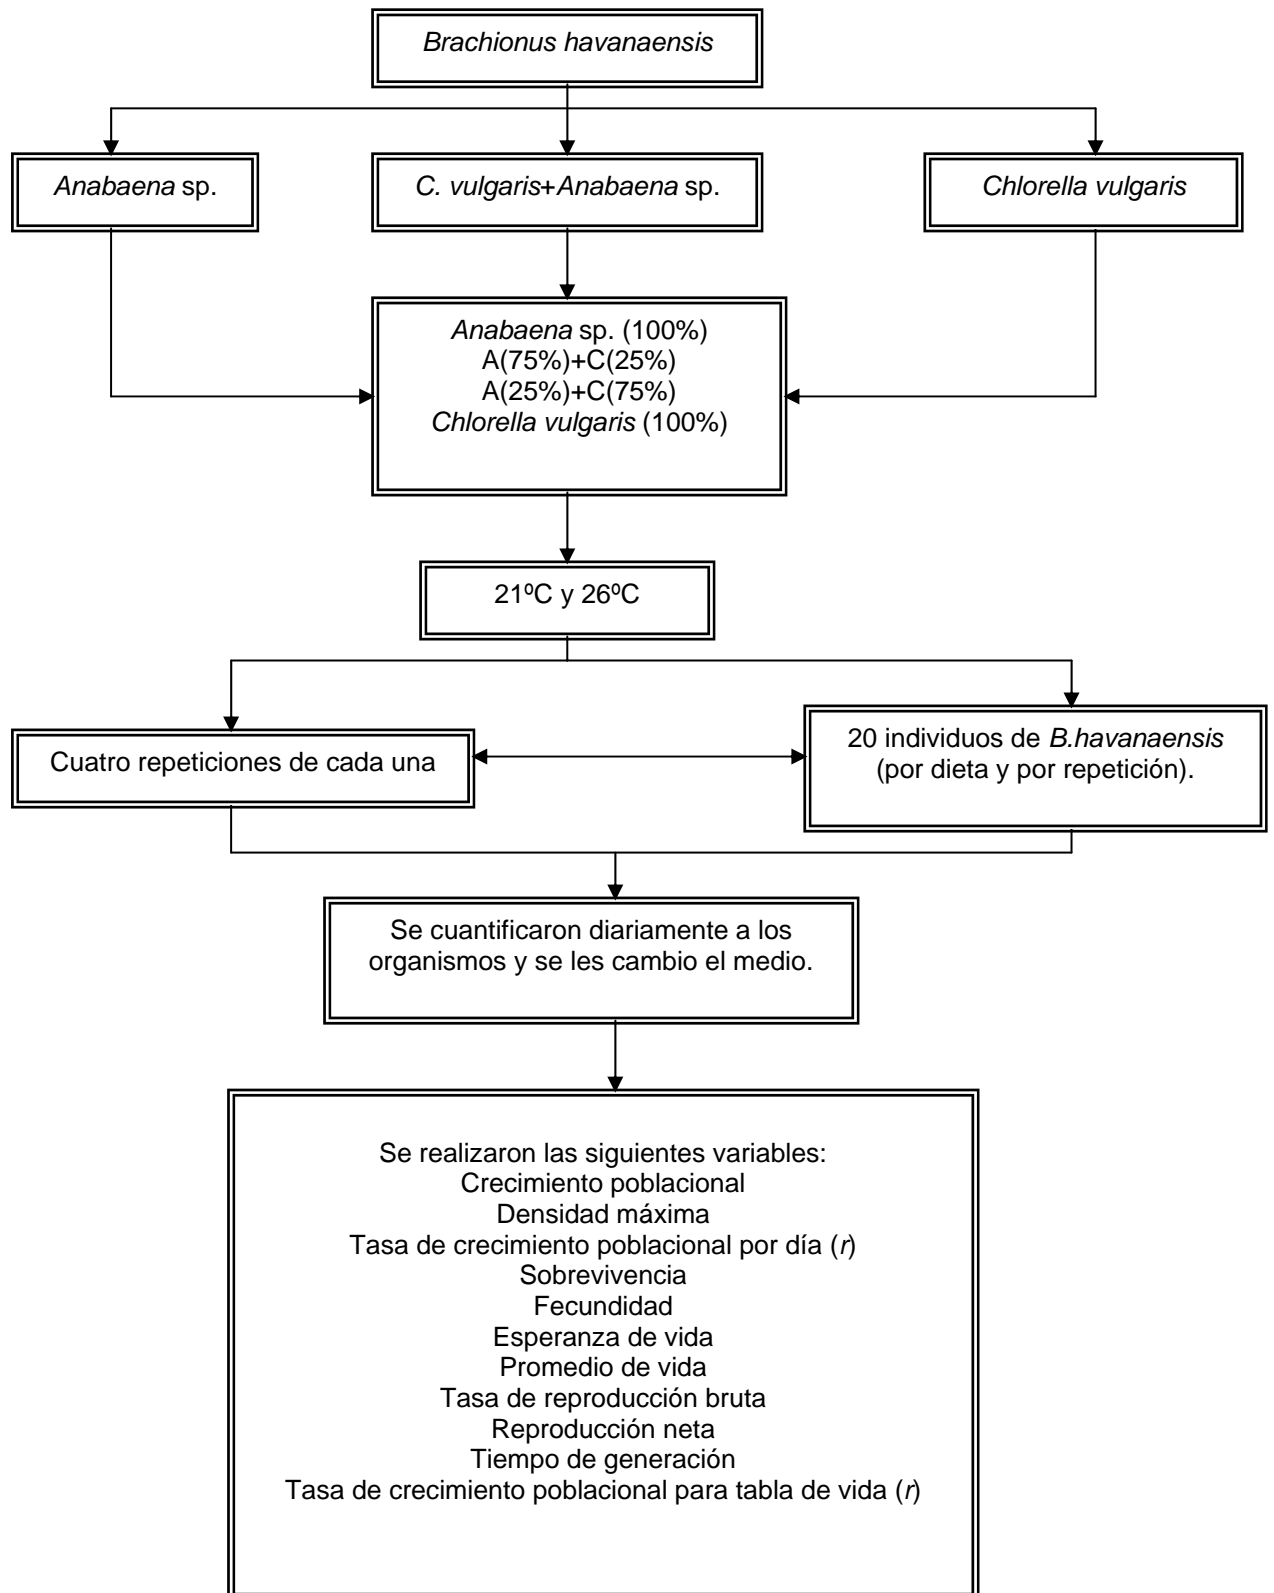 Brachionus havanaensis
Anabaena sp.
C. vulgaris+Anabaena sp.
Chlorella vulgaris
Anabaena sp. (100%)
A(75%)+C(25%)
A(25%)+C(75%)
Chlorella vulgaris (100%)
21ºC y 26ºC
Cuatro repeticiones de cada una
20 individuos de B.havanaensis
(por dieta y por repetición).
Se cuantificaron diariamente a los
organismos y se les cambio el medio.
Se realizaron las siguientes variables:
Crecimiento poblacional
Densidad máxima
Tasa de crecimiento poblacional por día (r)
Sobrevivencia
Fecundidad
Esperanza de vida
Promedio de vida
Tasa de reproducción bruta
Reproducción neta
Tiempo de generación
Tasa de crecimiento poblacional para tabla de vida (r)